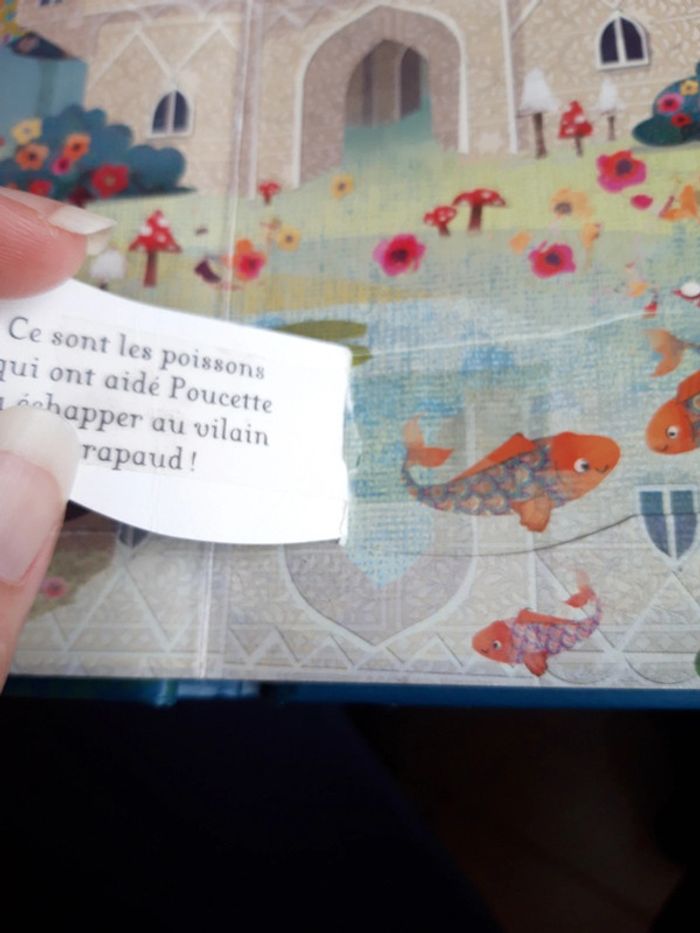 Ce sont les poissons
qui ont aidé Poucette
échapper au vilain
rapaud !